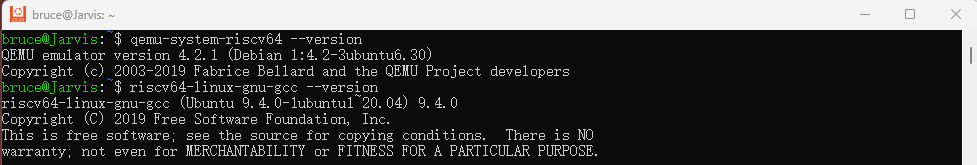 bruce@Jarvis: ~
bruce@Jarvis:~$ qemu-system-riscv64 --version
QEMU emulator version 4.2.1 (Debian 1:4.2-3ubuntu6.30)
Copyright (c) 2003-2019 Fabrice Bellard and the QEMU Project developers
bruce@Jarvis:~$ riscv64-linux-gnu-gcc --version
riscv64-linux-gnu-gcc (Ubuntu 9.4.0-1ubuntu1~20.04) 9.4.0
Copyright (C) 2019 Free Software Foundation, Inc.
This is free software; see the source for copying conditions.  There is NO
warranty; not even for MERCHANTABILITY or FITNESS FOR A PARTICULAR PURPOSE.